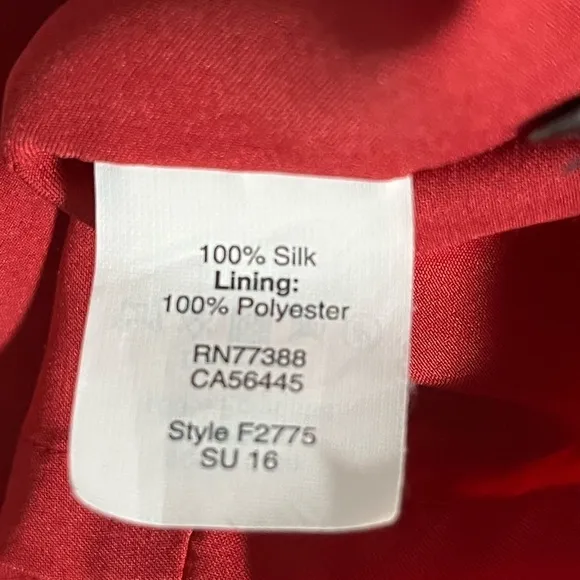 100% Silk
Lining:
100% Polyester
RN77388
CA56445
Style F2775
SU 16